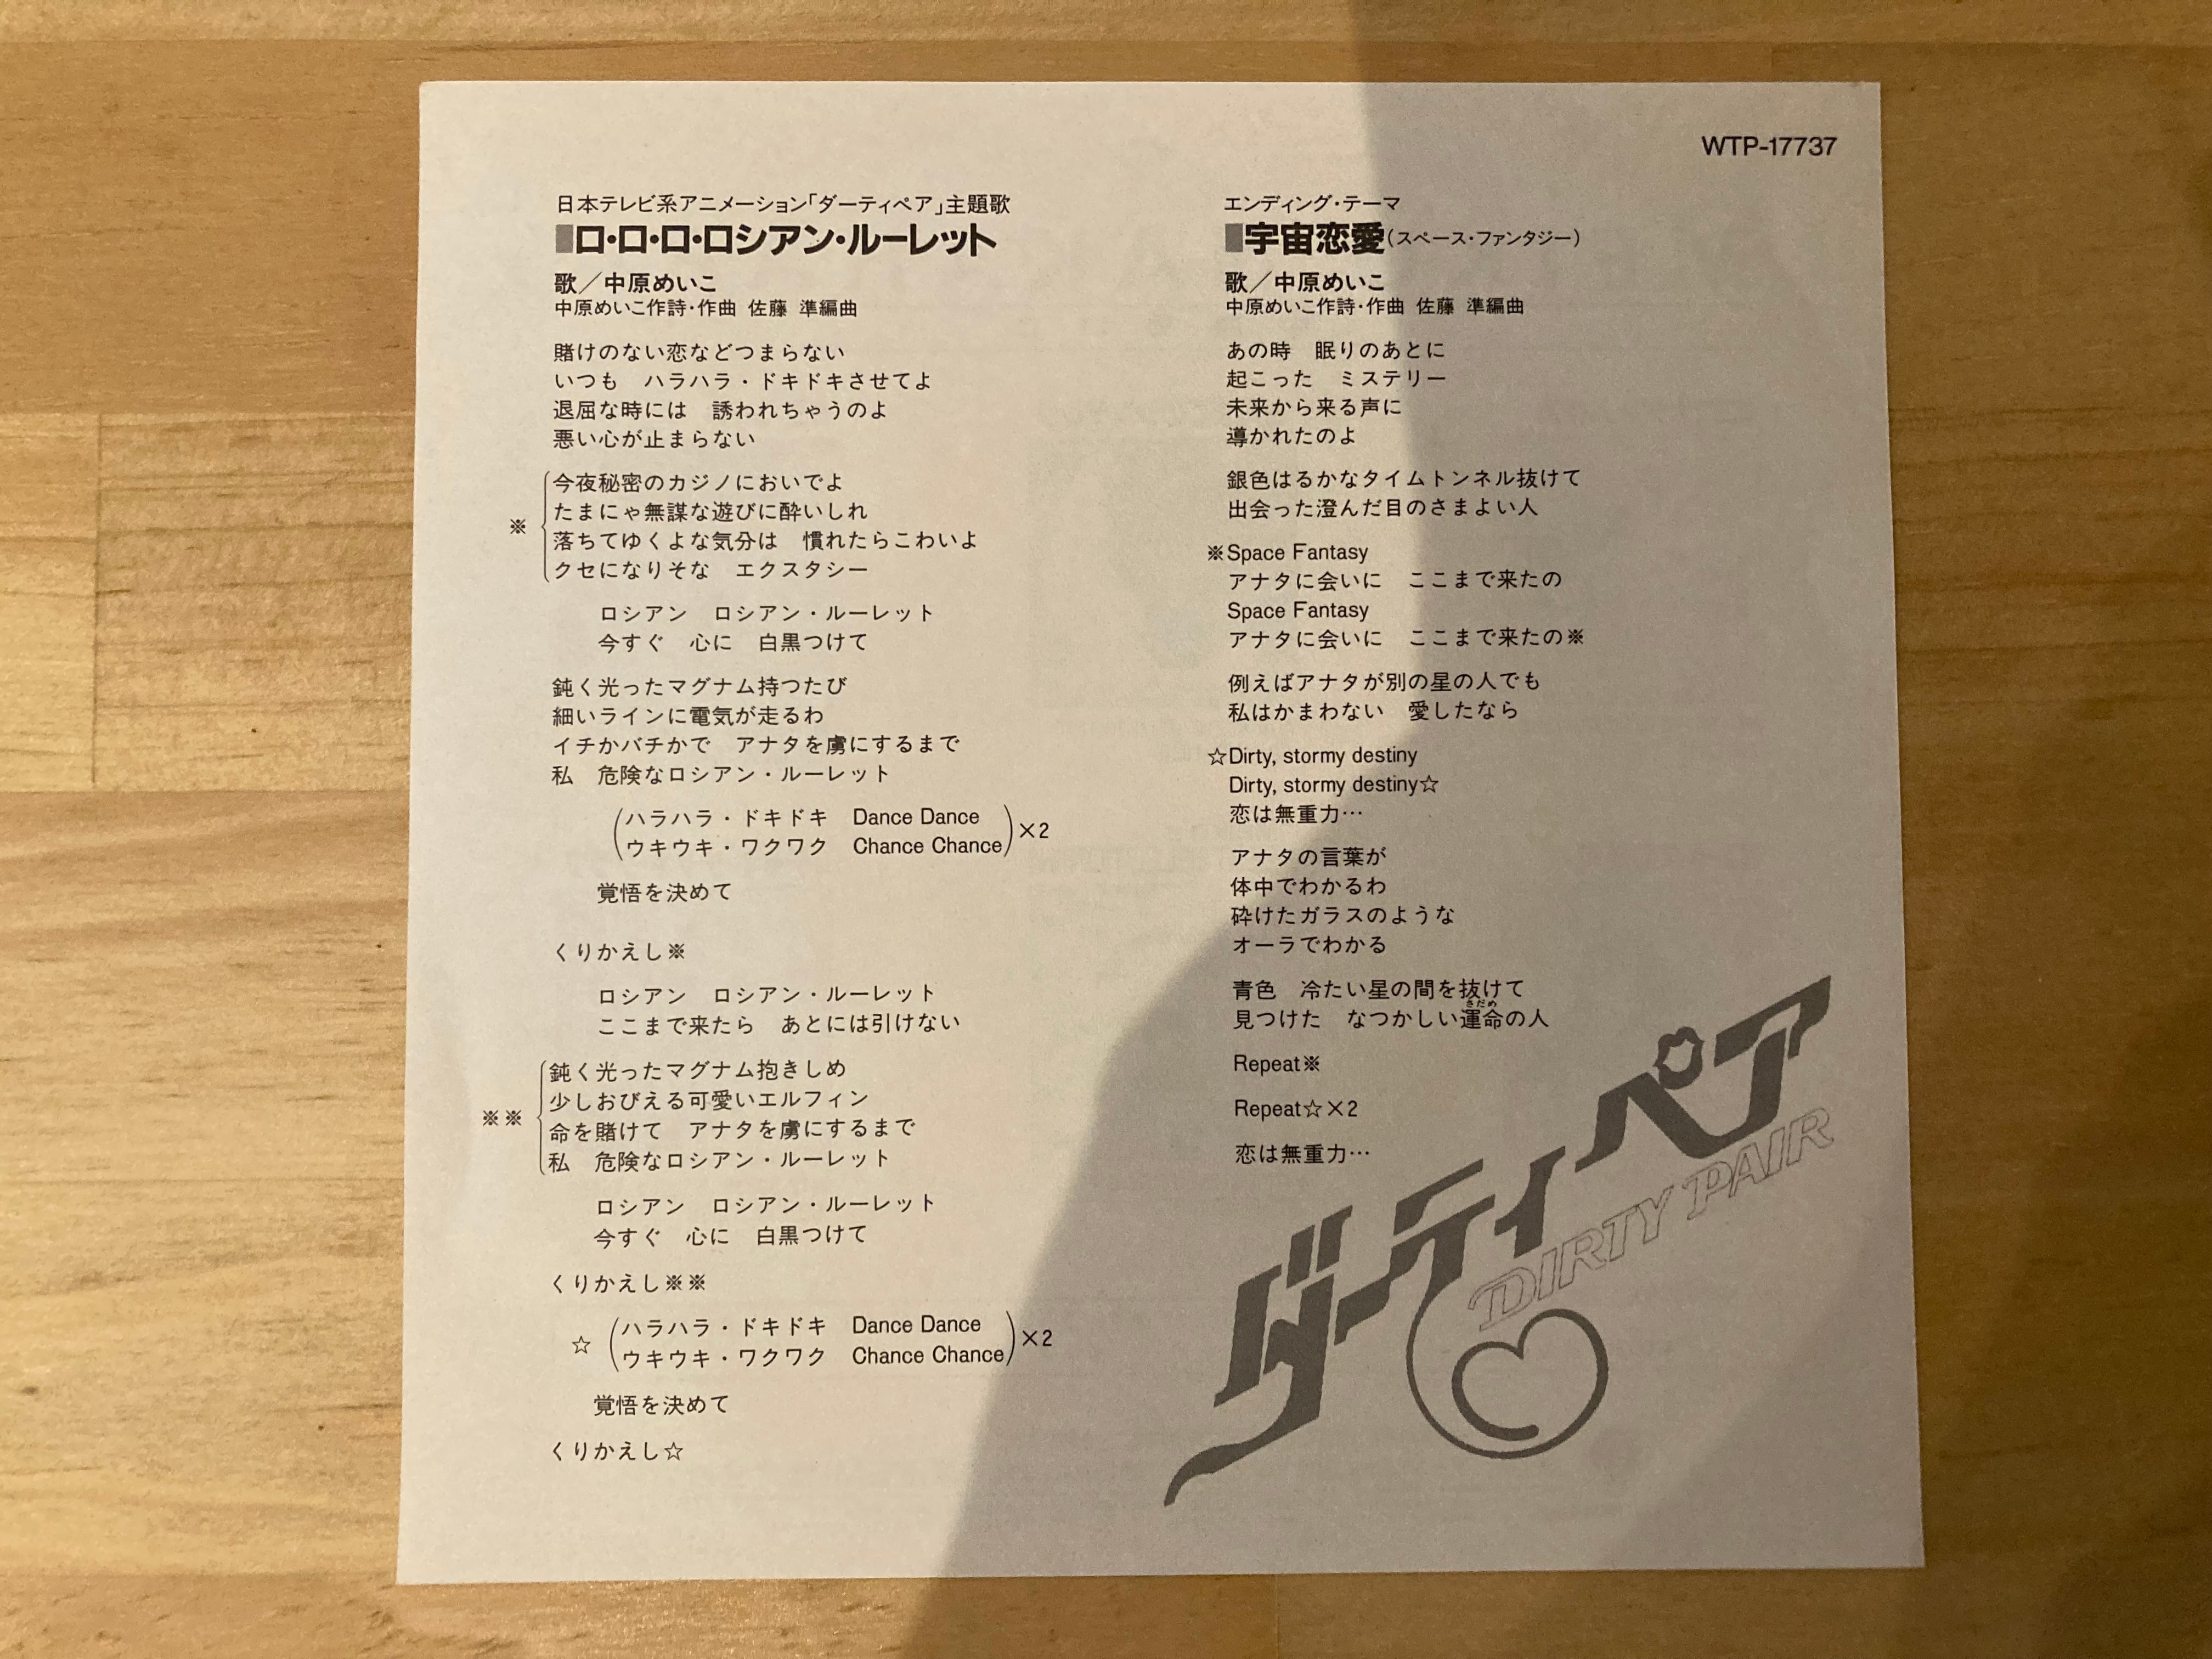 WTP-17737
日本テレビ系アニメーション「ダーティペア」主題歌
ロ・ロ・ロ・ロシアン・ルーレット
歌／中原めいこ
中原めいこ作詩・作曲 佐藤 準編曲
賭けのない恋などつまらない
いつも　ハラハラ・ドキドキさせてよ
退屈な時には　誘われちゃうのよ
悪い心が止まらない
※
今夜秘密のカジノにおいでよ
たまにゃ無謀な遊びに酔いしれ
落ちてゆくよな気分は　慣れたらこわいよ
クセになりそな　エクスタシー
ロシアン　ロシアン・ルーレット
今すぐ　心に　白黒つけて
鈍く光ったマグナム持つたび
細いラインに電気が走るわ
イチかバチかで　アナタを虜にするまで
私　危険なロシアン・ルーレット
(ハラハラ・ドキドキ　Dance Dance
ウキウキ・ワクワク　Chance Chance)×2
覚悟を決めて
くりかえし※
ロシアン　ロシアン・ルーレット
ここまで来たら　あとには引けない
※※
鈍く光ったマグナム抱きしめ
少しおびえる可愛いエルフィン
命を賭けて　アナタを虜にするまで
私　危険なロシアン・ルーレット
ロシアン　ロシアン・ルーレット
今すぐ　心に　白黒つけて
くりかえし※※
☆(ハラハラ・ドキドキ　Dance Dance
ウキウキ・ワクワク　Chance Chance)×2
覚悟を決めて
くりかえし☆
エンディング・テーマ
宇宙恋愛(スペース・ファンタジー)
歌／中原めいこ
中原めいこ作詩・作曲 佐藤 準編曲
あの時　眠りのあとに
起こった　ミステリー
未来から来る声に
導かれたのよ
銀色はるかなタイムトンネル抜けて
出会った澄んだ目のさまよい人
※Space Fantasy
アナタに会いに　ここまで来たの
Space Fantasy
アナタに会いに　ここまで来たの※
例えばアナタが別の星の人でも
私はかまわない　愛したなら
☆Dirty, stormy destiny
Dirty, stormy destiny☆
恋は無重力…
アナタの言葉が
体中でわかるわ
砕けたガラスのような
オーラでわかる
青色　冷たい星の間を抜けて
さだめ
見つけた　なつかしい運命の人
Repeat※
Repeat☆×2
恋は無重力…
ダーティペア
DIRTY PAIR